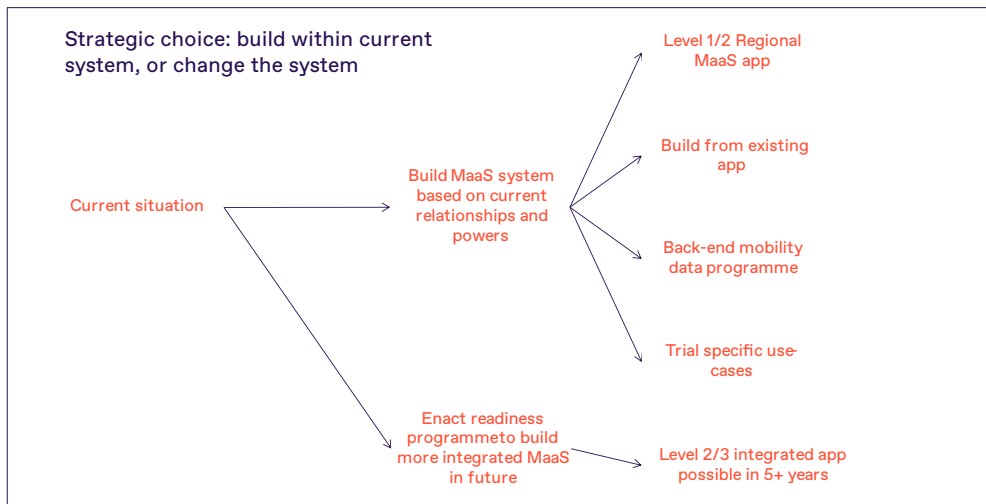 Strategic choice: build within current
system, or change the system
Current situation
Build MaaS system
based on current
relationships and
powers
Enact readiness
programmeto build
more integrated MaaS
in future
Level 1/2 Regional
MaaS app
Build from existing
app
Back-end mobility
data programme
Trial specific use-
cases
Level 2/3 integrated app
possible in 5+ years